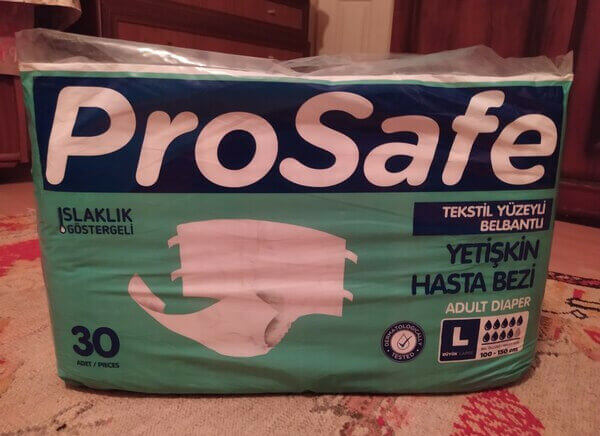 ProSafe
ISLAKLIK
GÖSTERGELİ
TEKSTİL YÜZEYLİ
BELBANTLI
YETİŞKİN
HASTA BEZİ
ADULT DIAPER
30
ADET / PIECES
DERMATOLOGICALLY
TESTED
L
BÜYÜK / LARGE
100 - 150 cm